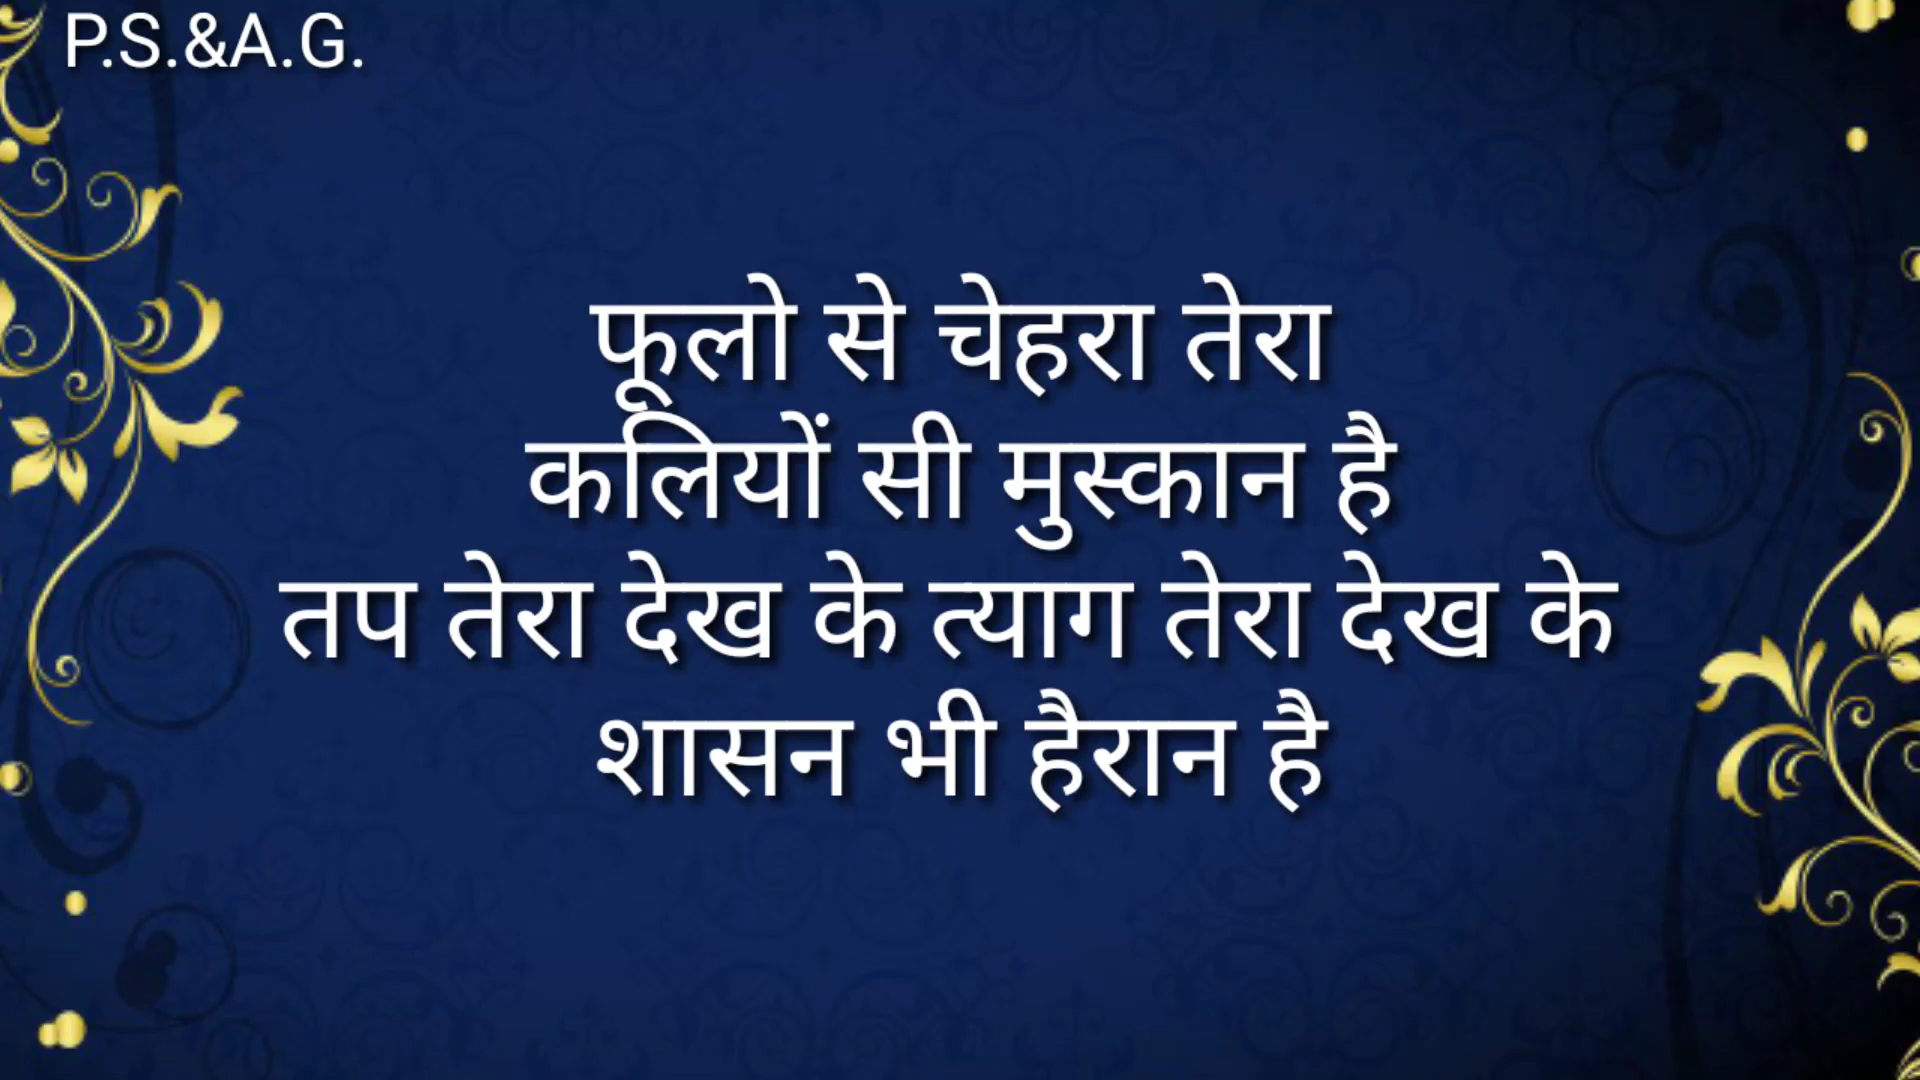 P.S.&A.G.
फूलो से चेहरा तेरा
कलियों सी मुस्कान है
तप तेरा देख के त्याग तेरा देख के
शासन भी हैरान है